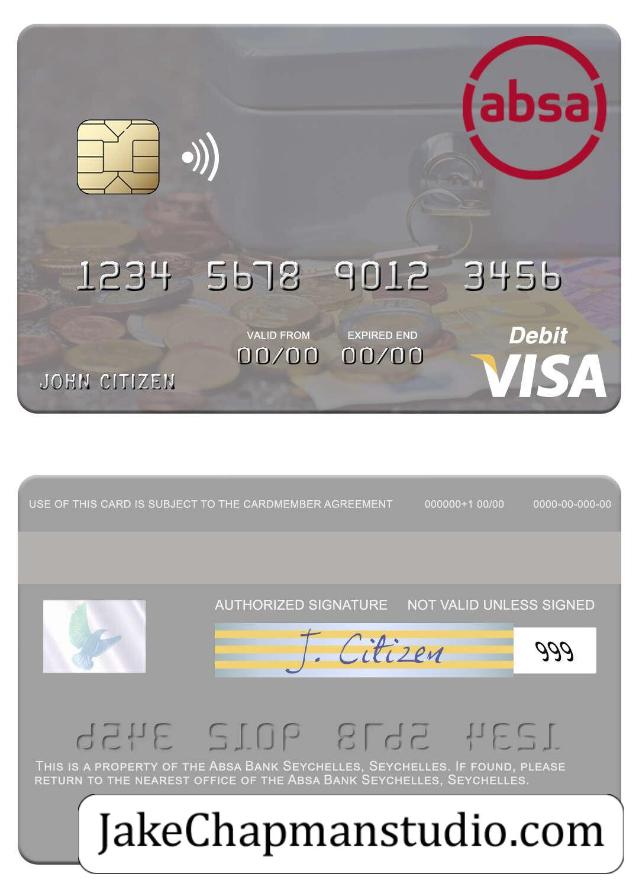 absa
1234 5678 9012 3456
VALID FROM EXPIRED END
00/00 00/00
Debit
JOHN CITIZEN
VISA
USE OF THIS CARD IS SUBJECT TO THE CARDMEMBER AGREEMENT 000000+1 00/00 0000-00-000-00
AUTHORIZED SIGNATURE NOT VALID UNLESS SIGNED
J. Citizen 999
1234 5678 9012 3456
THIS IS A PROPERTY OF THE ABSA BANK SEYCHELLES, SEYCHELLES. IF FOUND, PLEASE
RETURN TO THE NEAREST OFFICE OF THE ABSA BANK SEYCHELLES, SEYCHELLES.
JakeChapmanstudio.com